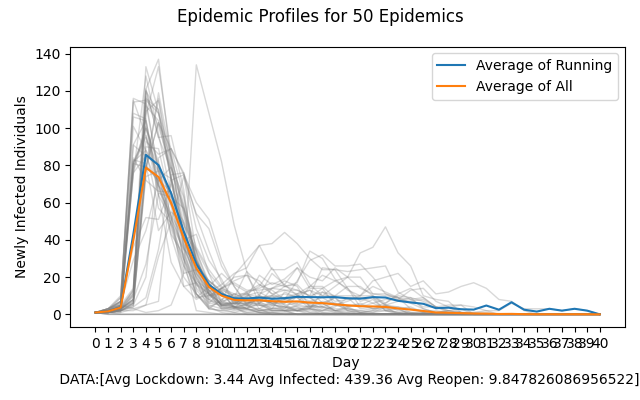 Epidemic Profiles for 50 Epidemics
Average of Running
Average of All
Newly Infected Individuals
140
120
100
80
60
40
20
0
0 1 2 3 4 5 6 7 8 9 10 11 12 13 14 15 16 17 18 19 20 21 22 23 24 25 26 27 28 29 30 31 32 33 34 35 36 37 38 39 40
Day
DATA:[Avg Lockdown: 3.44 Avg Infected: 439.36 Avg Reopen: 9.847826086956522]